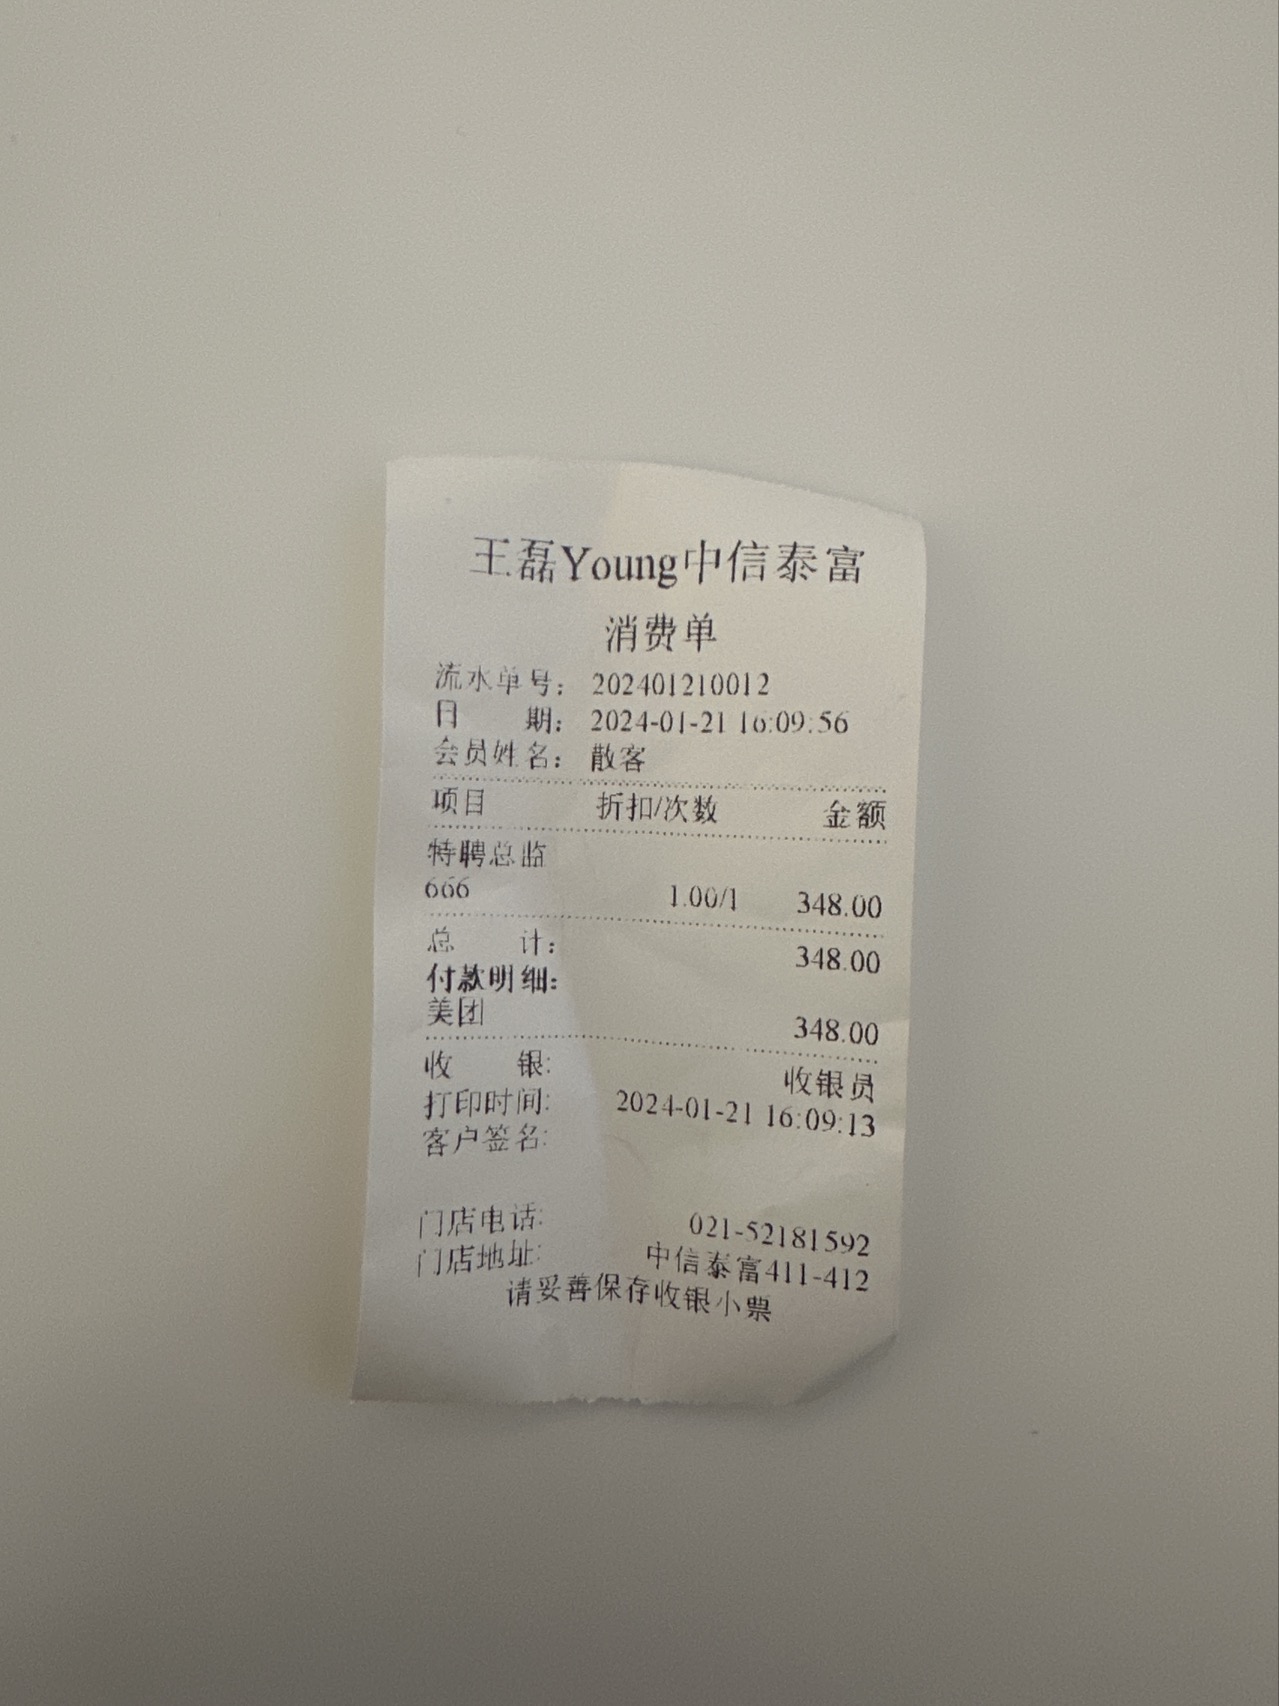 王磊Young中信泰富
消费单
流水单号： 202401210012
日 期： 2024-01-21 16:09:56
会员姓名： 散客
项目 折扣/次数 金额
特聘总监
666 1.00/1 348.00
总 计： 348.00
付款明细：
美团 348.00
收 银: 收银员
打印时间: 2024-01-21 16:09:13
客户签名:
门店电话: 021-52181592
门店地址: 中信泰富411-412
请妥善保存收银小票